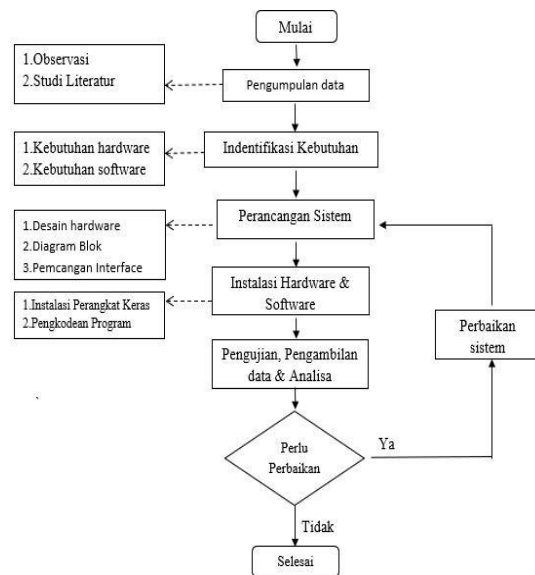 Mulai
1.Observasi
2.Studi Literatur
Pengumpulan data
1.Kebutuhan hardware
2.Kebutuhan software
Indentifikasi Kebutuhan
1.Desain hardware
2.Diagram Blok
3.Pemcangan Interface
Perancangan Sistem
1.Instalasi Perangkat Keras
2.Pengkodean Program
Instalasi Hardware &
Software
Perbaikan
sistem
Pengujian, Pengambilan
data & Analisa
Perlu
Perbaikan
Ya
Tidak
Selesai